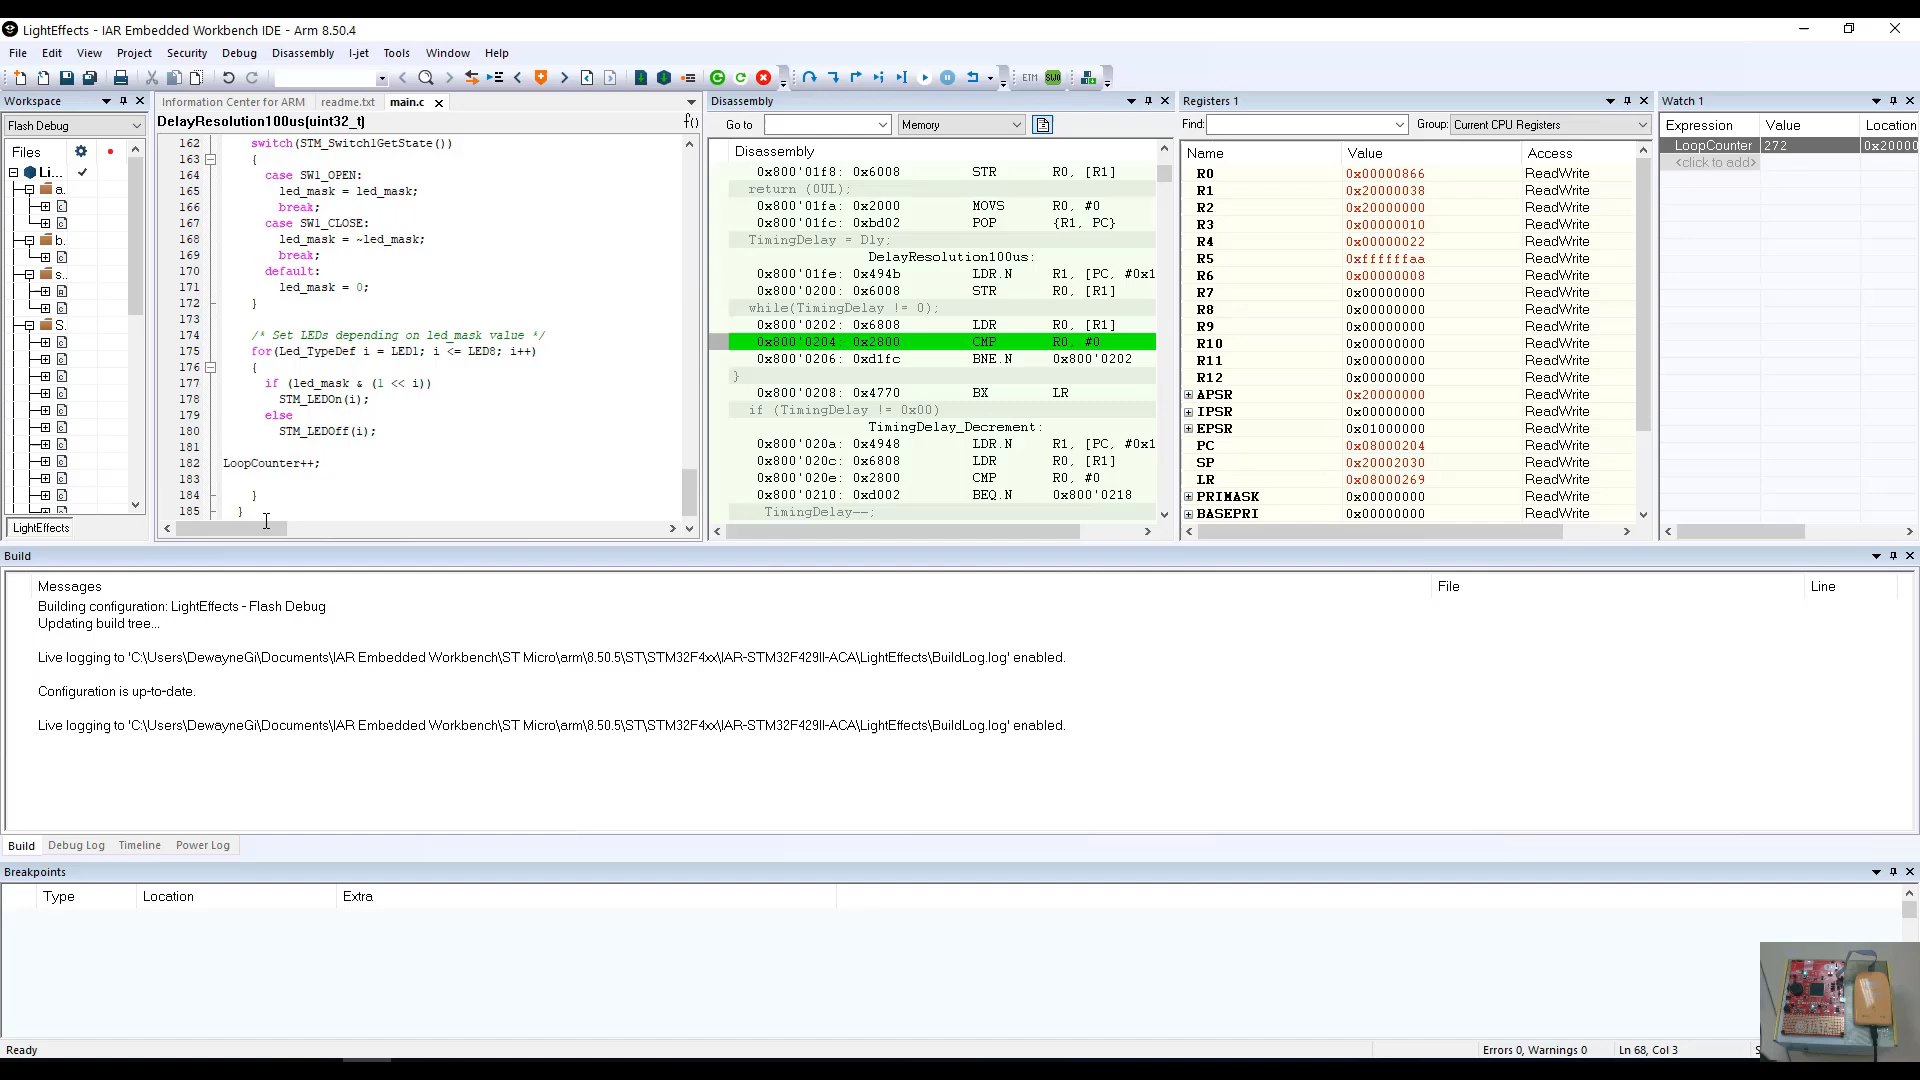 LightEffects - IAR Embedded Workbench IDE - Arm 8.50.4
File Edit View Project Security Debug Disassembly I-jet Tools Window Help
ETM SWO
Workspace
Flash Debug
Files
Li...
a.
b.
s..
S.
LightEffects
Information Center for ARM readme.txt main.c
DelayResolution100us(uint32_t) f()
162 switch(STM_Switch1GetState())
163 {
164 case SW1_OPEN:
165 led_mask = led_mask;
166 break;
167 case SW1_CLOSE:
168 led_mask = ~led_mask;
169 break;
170 default:
171 led_mask = 0;
172 }
173
174 /* Set LEDs depending on led_mask value */
175 for(Led_TypeDef i = LED1; i <= LED8; i++)
176 {
177 if (led_mask & (1 << i))
178 STM_LEDOn(i);
179 else
180 STM_LEDOff(i);
181
182 LoopCounter++;
183
184 }
185 }
Disassembly
Go to Memory
Disassembly
0x800'01f8: 0x6008 STR R0, [R1]
return (0UL);
0x800'01fa: 0x2000 MOVS R0, #0
0x800'01fc: 0xbd02 POP {R1, PC}
TimingDelay = Dly;
DelayResolution100us:
0x800'01fe: 0x494b LDR.N R1, [PC, #0x1
0x800'0200: 0x6008 STR R0, [R1]
while(TimingDelay != 0);
0x800'0202: 0x6808 LDR R0, [R1]
0x800'0204: 0x2800 CMP R0, #0
0x800'0206: 0xd1fc BNE.N 0x800'0202
}
0x800'0208: 0x4770 BX LR
if (TimingDelay != 0x00)
TimingDelay_Decrement:
0x800'020a: 0x4948 LDR.N R1, [PC, #0x1
0x800'020c: 0x6808 LDR R0, [R1]
0x800'020e: 0x2800 CMP R0, #0
0x800'0210: 0xd002 BEQ.N 0x800'0218
TimingDelay--;
Registers 1
Find: Group: Current CPU Registers
Name Value Access
R0 0x00000866 ReadWrite
R1 0x20000038 ReadWrite
R2 0x20000000 ReadWrite
R3 0x00000010 ReadWrite
R4 0x00000022 ReadWrite
R5 0xffffffaa ReadWrite
R6 0x00000008 ReadWrite
R7 0x00000000 ReadWrite
R8 0x00000000 ReadWrite
R9 0x00000000 ReadWrite
R10 0x00000000 ReadWrite
R11 0x00000000 ReadWrite
R12 0x00000000 ReadWrite
APSR 0x20000000 ReadWrite
IPSR 0x00000000 ReadWrite
EPSR 0x01000000 ReadWrite
PC 0x08000204 ReadWrite
SP 0x20002030 ReadWrite
LR 0x08000269 ReadWrite
PRIMASK 0x00000000 ReadWrite
BASEPRI 0x00000000 ReadWrite
Watch 1
Expression Value Location
LoopCounter 272 0x20000
<click to add>
Build
Messages File Line
Building configuration: LightEffects - Flash Debug
Updating build tree...
Live logging to 'C:\Users\DewayneGi\Documents\IAR Embedded Workbench\ST Micro\arm\8.50.5\ST\STM32F4xx\IAR-STM32F429II-ACA\LightEffects\BuildLog.log' enabled.
Configuration is up-to-date.
Live logging to 'C:\Users\DewayneGi\Documents\IAR Embedded Workbench\ST Micro\arm\8.50.5\ST\STM32F4xx\IAR-STM32F429II-ACA\LightEffects\BuildLog.log' enabled.
Build Debug Log Timeline Power Log
Breakpoints
Type Location Extra
Ready Errors 0, Warnings 0 Ln 68, Col 3